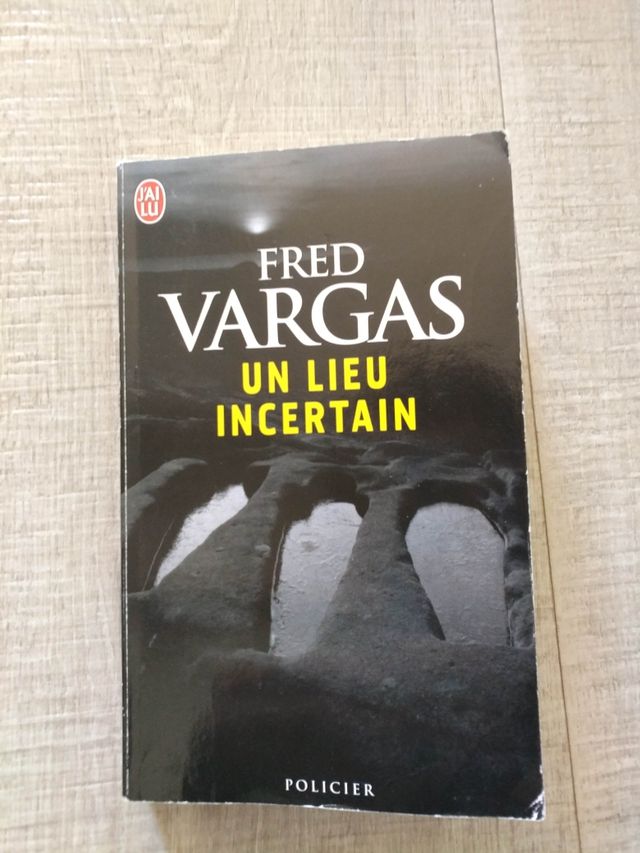 J'AI
LU
FRED
VARGAS
UN LIEU
INCERTAIN
POLICIER